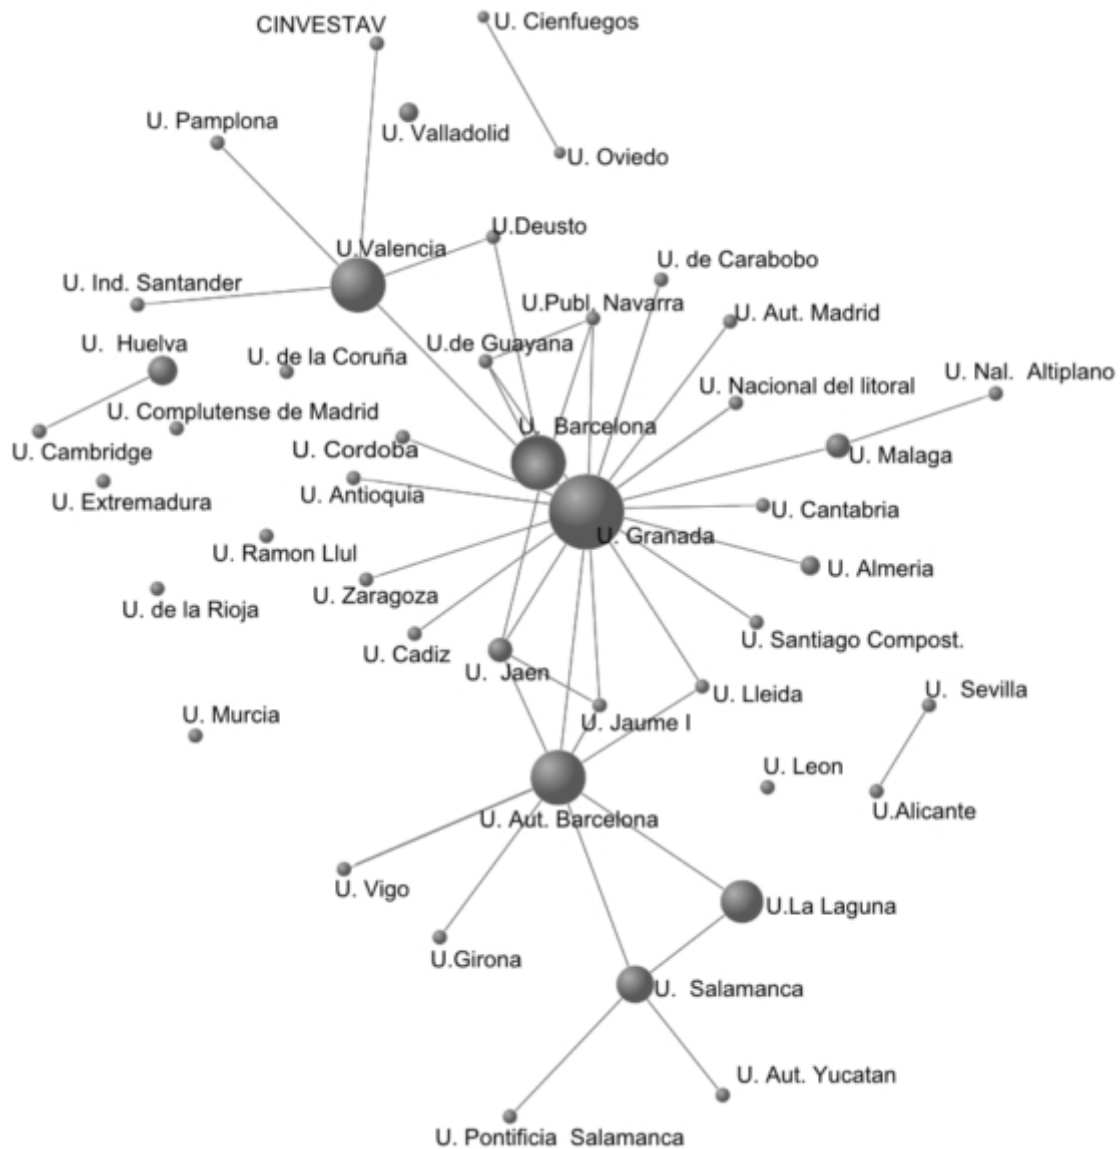 CINVESTAV
U. Cienfuegos
U. Pamplona
U. Valladolid
U. Oviedo
U.Deusto
U.Valencia
U. de Carabobo
U. Ind. Santander
U.Publ. Navarra
U. Aut. Madrid
U. Huelva
U. de la Coruña
U.de Guayana
U. Nal. Altiplano
U. Nacional del litoral
U. Complutense de Madrid
U. Barcelona
U. Cambridge
U. Cordoba
U. Malaga
U. Extremadura
U. Antioquia
U. Cantabria
U. Granada
U. Ramon Llul
U. Almeria
U. Zaragoza
U. de la Rioja
U. Santiago Compost.
U. Cadiz
U. Jaen
U. Lleida
U. Sevilla
U. Murcia
U. Jaume I
U. Leon
U.Alicante
U. Aut. Barcelona
U. Vigo
U.La Laguna
U.Girona
U. Salamanca
U. Aut. Yucatan
U. Pontificia Salamanca